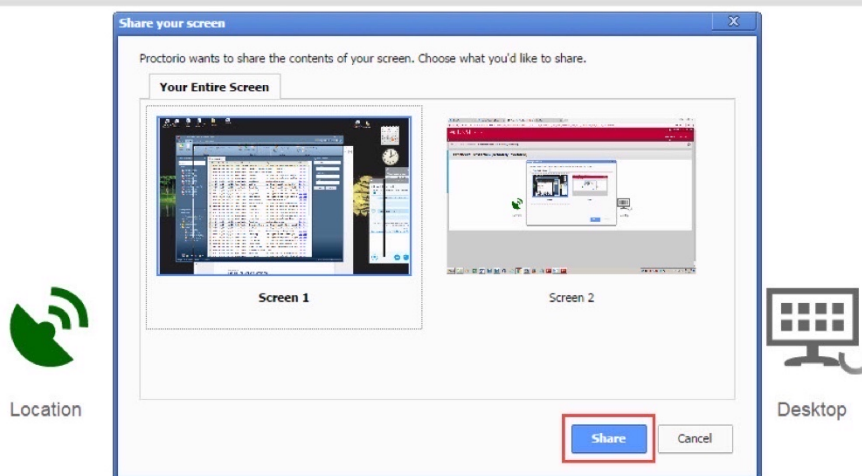 Share your screen
Proctorio wants to share the contents of your screen. Choose what you'd like to share.
Your Entire Screen
Screen 1
Screen 2
Location
Desktop
Share
Cancel